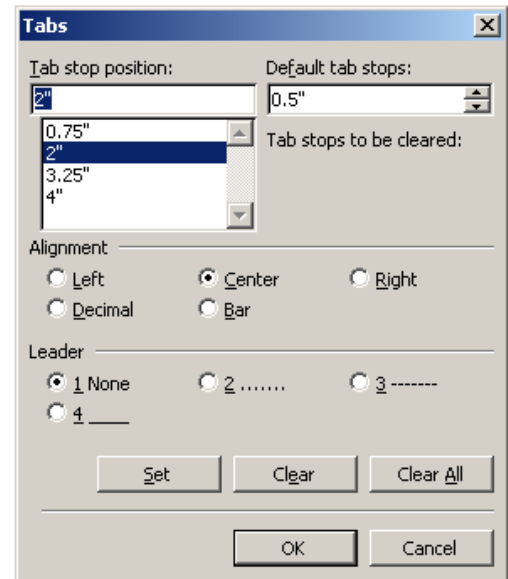 Tabs
Tab stop position: Default tab stops:
2" 0.5"
0.75" Tab stops to be cleared:
2"
3.25"
4"
Alignment
Left Center Right
Decimal Bar
Leader
1 None 2 ....... 3 -------
4 ____
Set Clear Clear All
OK Cancel